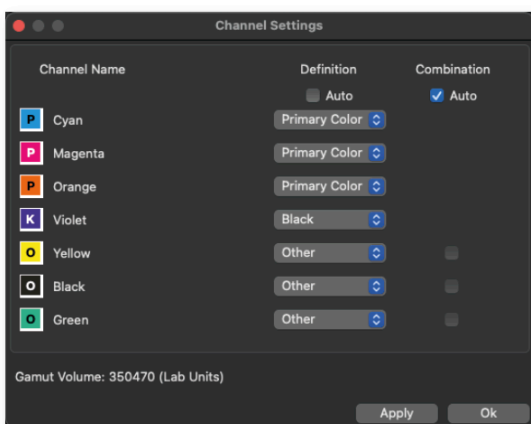 Channel Settings
Channel Name Definition Combination
Auto Auto
P Cyan Primary Color
P Magenta Primary Color
P Orange Primary Color
K Violet Black
O Yellow Other
O Black Other
O Green Other
Gamut Volume: 350470 (Lab Units)
Apply Ok